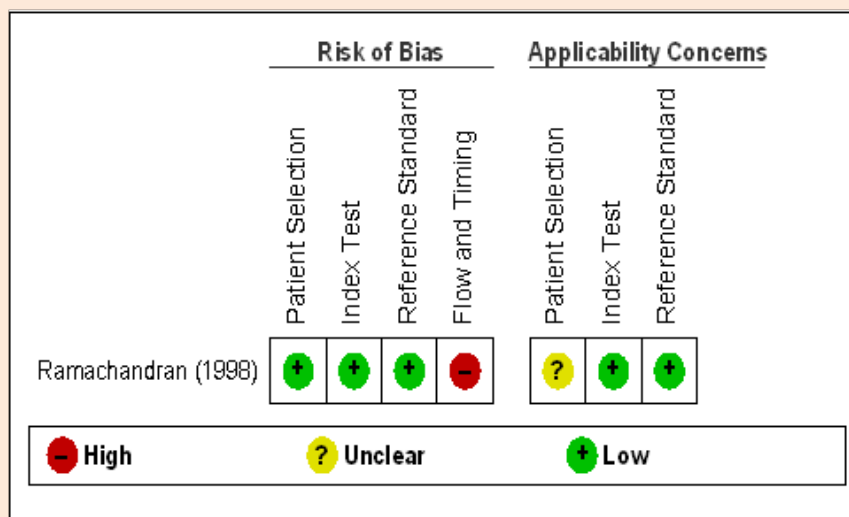 Risk of Bias
Applicability Concerns
Patient Selection
Index Test
Reference Standard
Flow and Timing
Patient Selection
Index Test
Reference Standard
Ramachandran (1998)
+ + + – ? + +
– High ? Unclear + Low